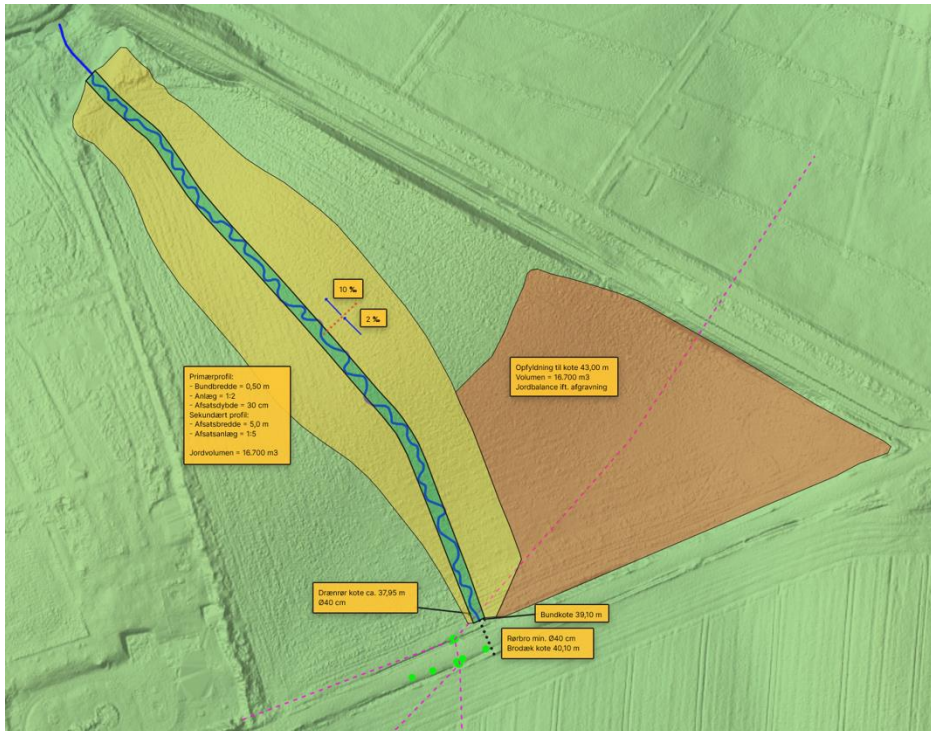 10 ‰
2 ‰
Opfyldning til kote 43,00 m
Volumen = 16.700 m3
Jordbalance ift. afgravning
Primærprofil:
- Bundbredde = 0,50 m
- Anlæg = 1:2
- Afsatsdybde = 30 cm
Sekundært profil:
- Afsatsbredde = 5,0 m
- Afsatsanlæg = 1:5
Jordvolumen = 16.700 m3
Drænrør kote ca. 37,95 m
Ø40 cm
Bundkote 39,10 m
Rørbro min. Ø40 cm
Brodæk kote 40,10 m